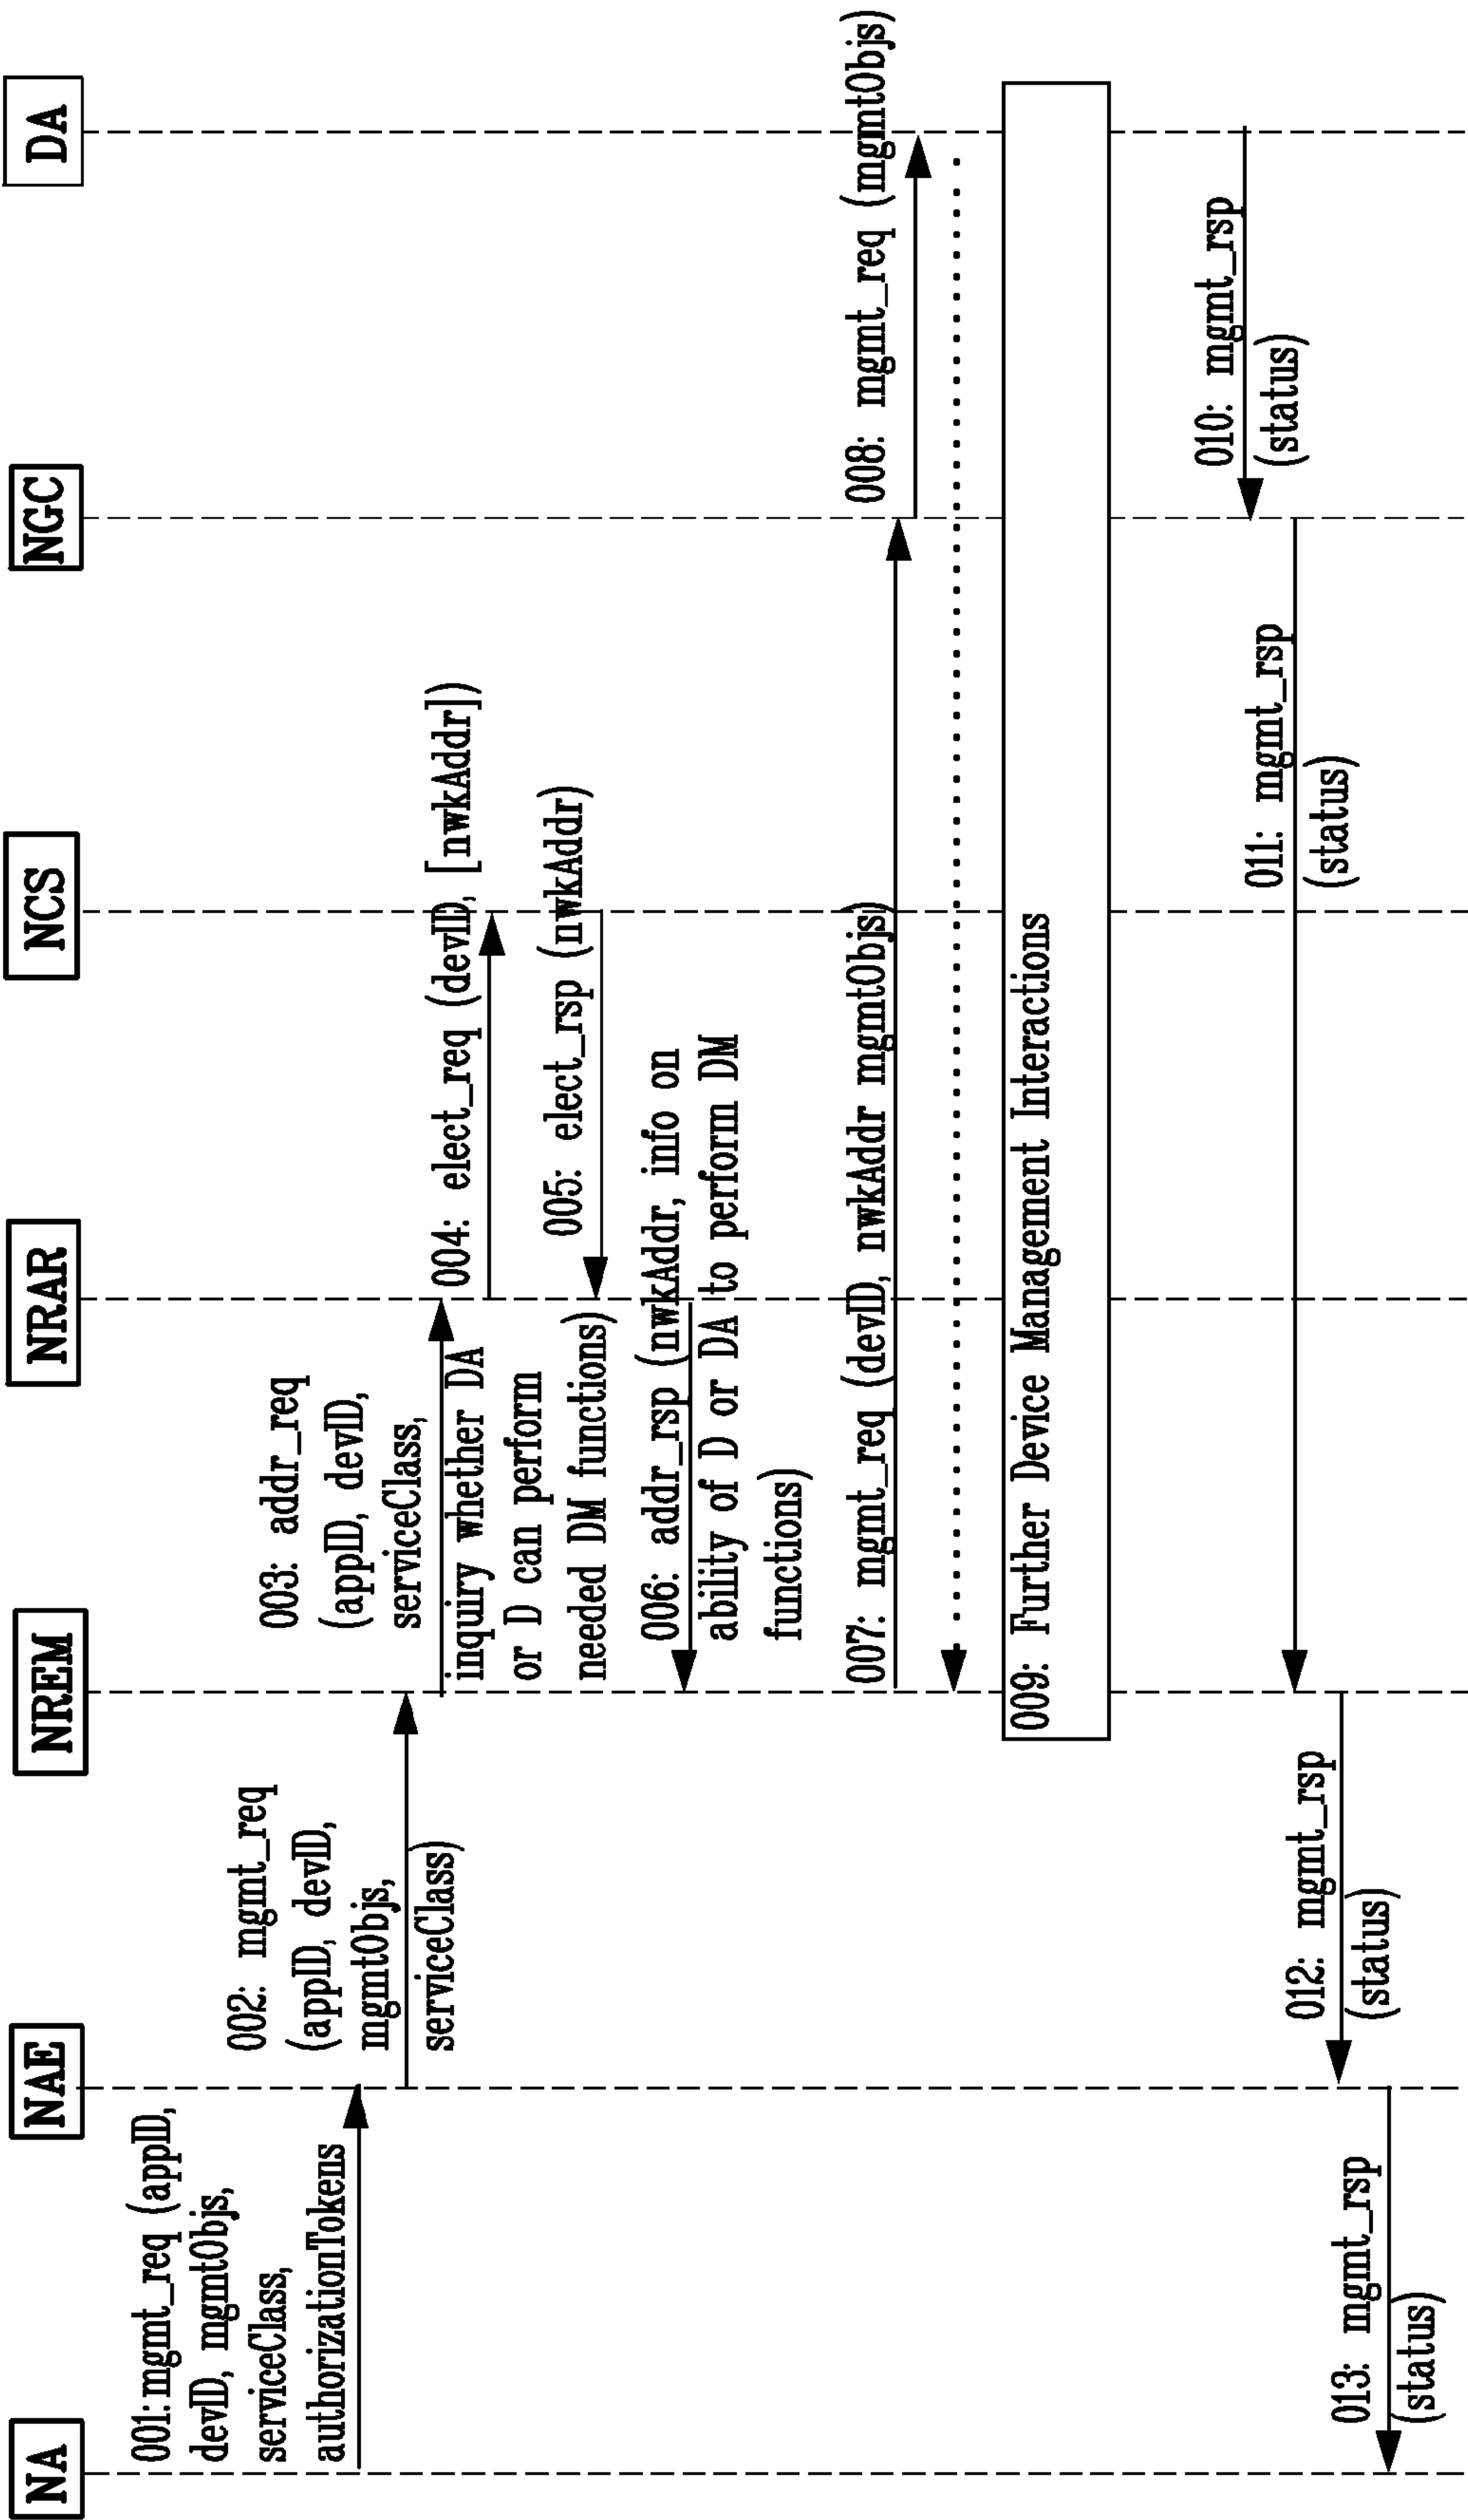 NA
NAE
NREM
NRAR
NCS
NGC
DA
001:mgmt_req (appID,
devID, mgmtObjs,
serviceClass,
authorizationTokens
002: mgmt_req
(appID, devID,
mgmtObjs,
serviceClass)
003: addr_req
(appID, devID,
serviceClass,
inquiry whether DA
or D can perform
needed DM functions)
004: elect_req (devID, [nwkAddr])
005: elect_rsp (nwkAddr)
006: addr_rsp (nwkAddr, info on
ability of D or DA to perform DM
functions)
007: mgmt_req (devID, nwkAddr mgmtObjs)
008: mgmt_req (mgmtObjs)
009: Further Device Management Interactions
010: mgmt_rsp
(status)
011: mgmt_rsp
(status)
012: mgmt_rsp
(status)
013: mgmt_rsp
(status)